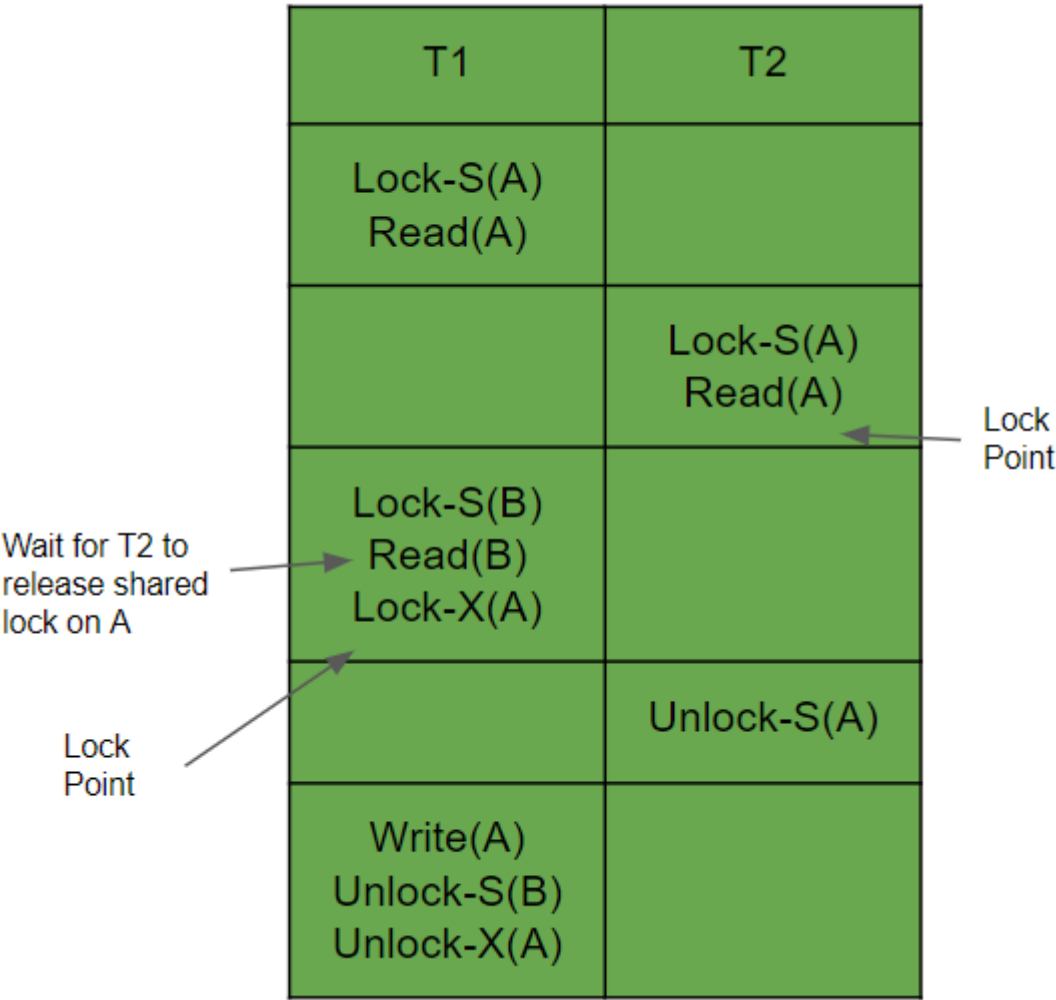 T1
T2
Lock-S(A)
Read(A)
Lock-S(A)
Read(A)
Lock
Point
Lock-S(B)
Read(B)
Lock-X(A)
Wait for T2 to
release shared
lock on A
Unlock-S(A)
Lock
Point
Write(A)
Unlock-S(B)
Unlock-X(A)